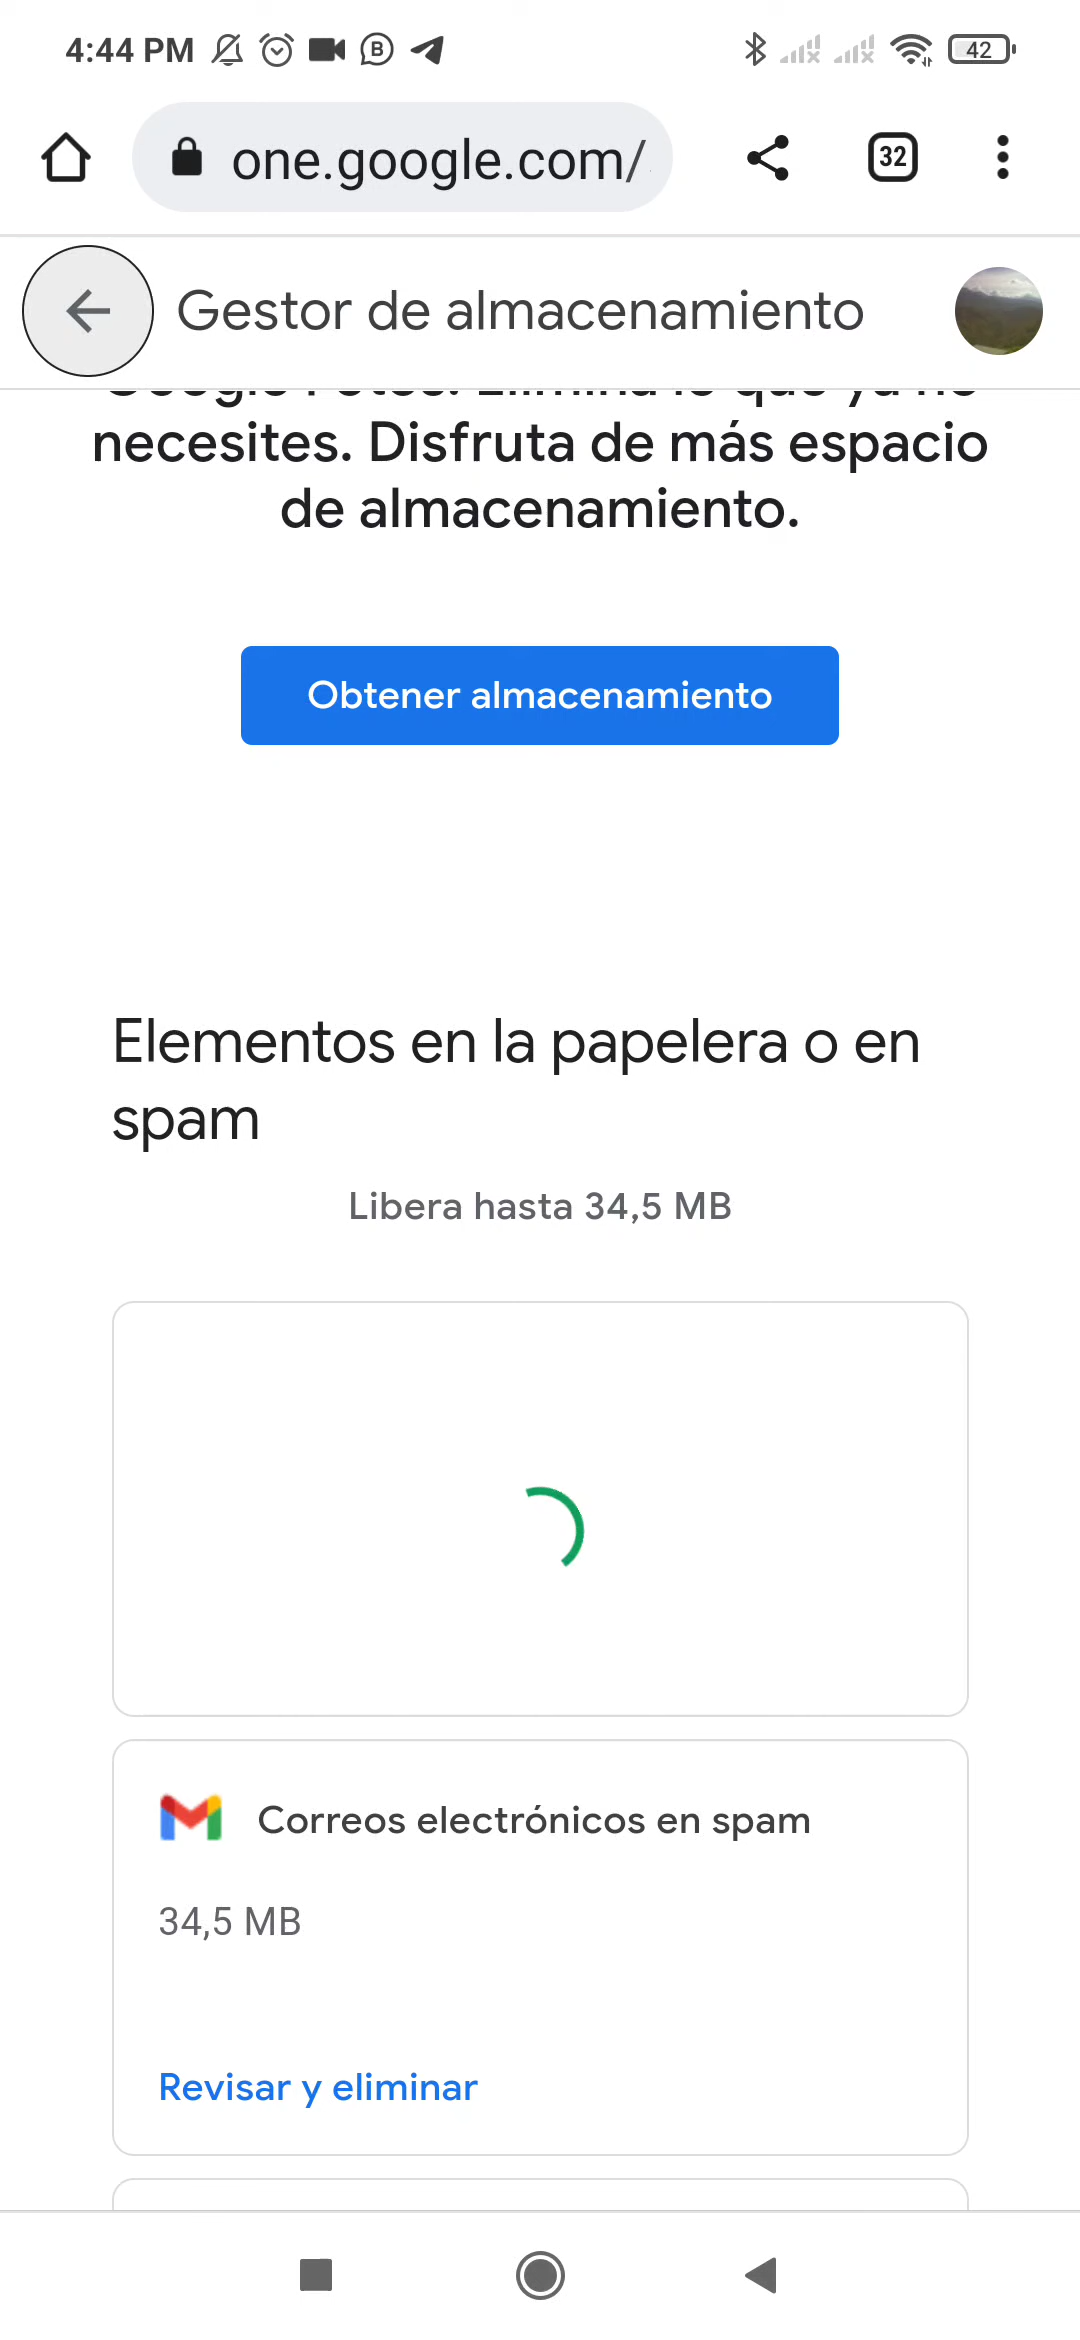 4:44 PM
42
one.google.com/
32
Gestor de almacenamiento
necesites. Disfruta de más espacio
de almacenamiento.
Obtener almacenamiento
Elementos en la papelera o en
spam
Libera hasta 34,5 MB
Correos electrónicos en spam
34,5 MB
Revisar y eliminar